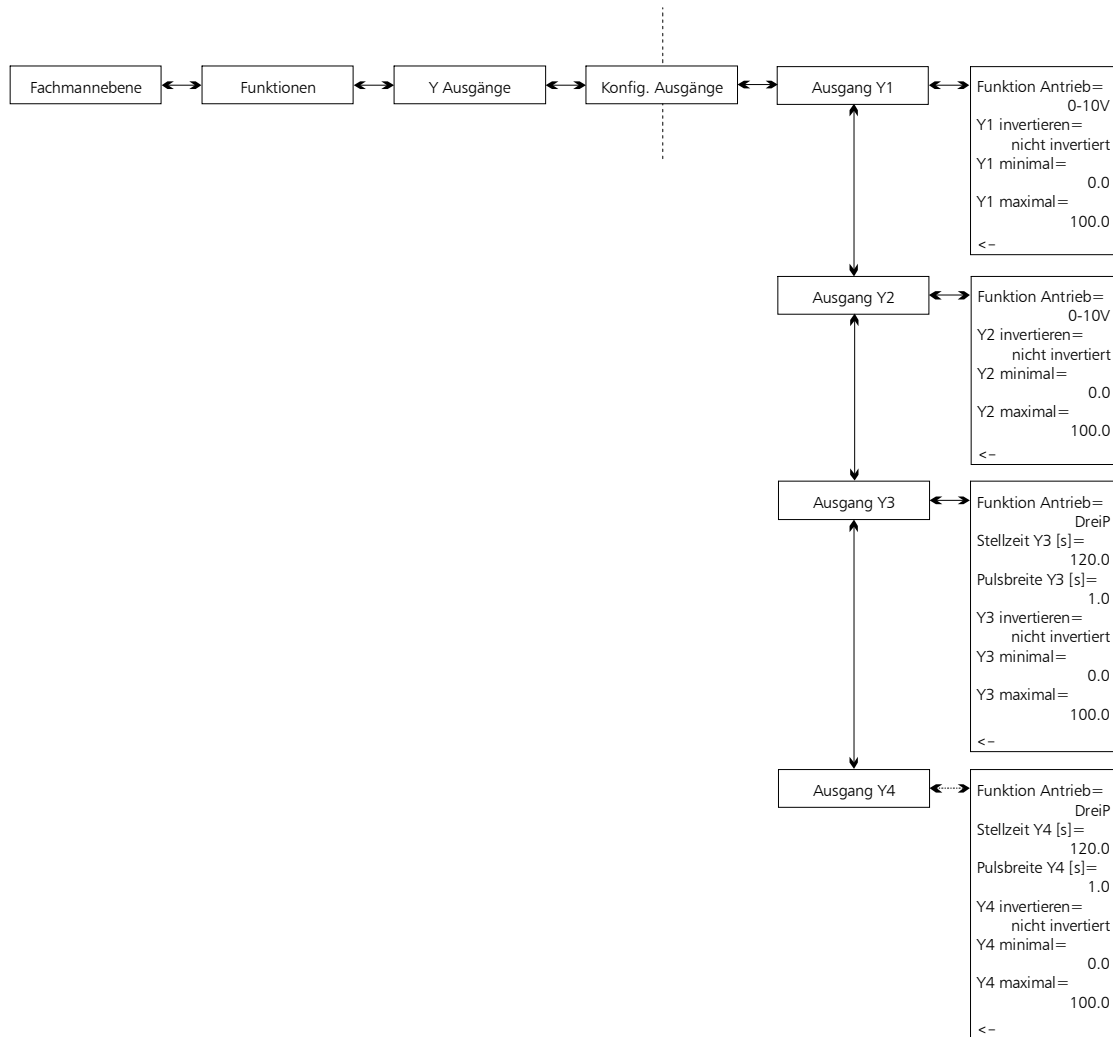 Fachmannebene
Funktionen
Y Ausgänge
Konfig. Ausgänge
Ausgang Y1
Funktion Antrieb=
0-10V
Y1 invertieren=
nicht invertiert
Y1 minimal=
0.0
Y1 maximal=
100.0
<–
Ausgang Y2
Funktion Antrieb=
0-10V
Y2 invertieren=
nicht invertiert
Y2 minimal=
0.0
Y2 maximal=
100.0
<–
Ausgang Y3
Funktion Antrieb=
DreiP
Stellzeit Y3 [s]=
120.0
Pulsbreite Y3 [s]=
1.0
Y3 invertieren=
nicht invertiert
Y3 minimal=
0.0
Y3 maximal=
100.0
<–
Ausgang Y4
Funktion Antrieb=
DreiP
Stellzeit Y4 [s]=
120.0
Pulsbreite Y4 [s]=
1.0
Y4 invertieren=
nicht invertiert
Y4 minimal=
0.0
Y4 maximal=
100.0
<–